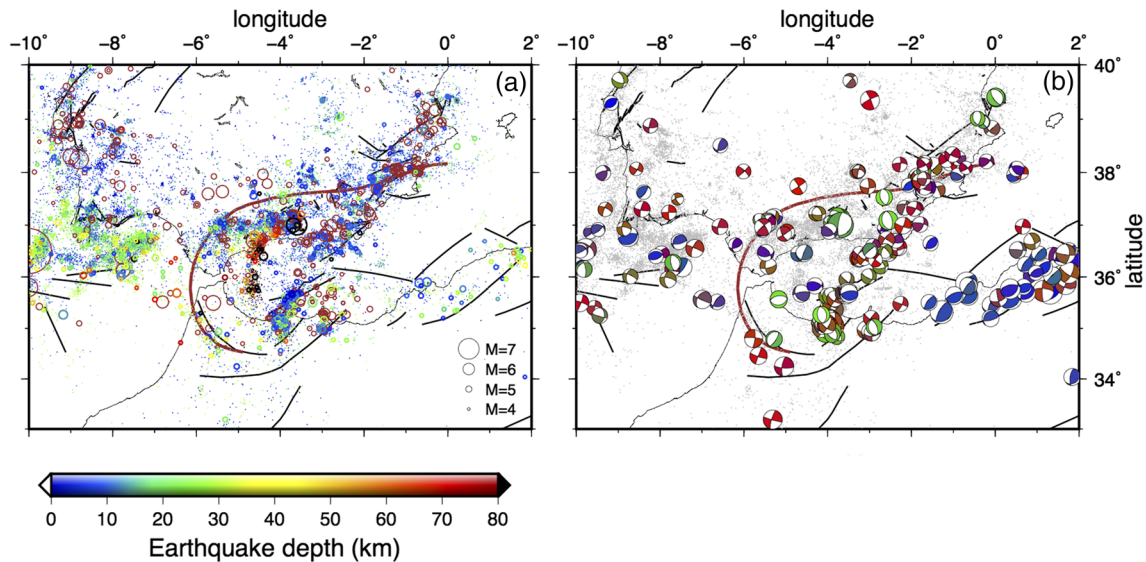 longitude
longitude
−10° −8° −6° −4° −2° 0°
−10° −8° −6° −4° −2° 0° 2°
(a)
(b)
40°
38°
36°
34°
latitude
M=7
M=6
M=5
M=4
0 10 20 30 40 50 60 70 80
Earthquake depth (km)